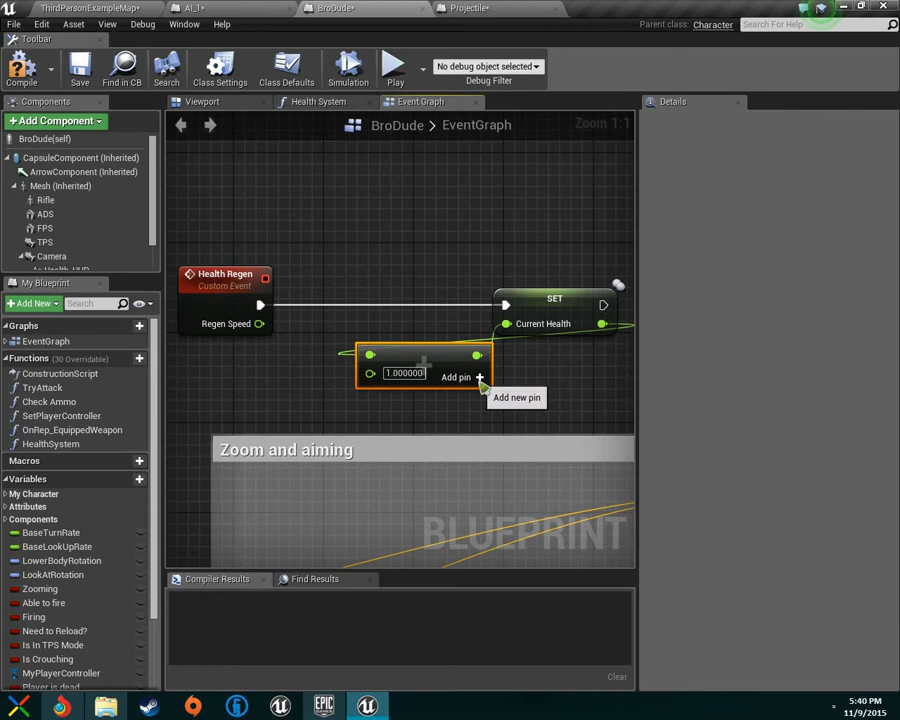 ThirdPersonExampleMap*
AI_1*
BroDude*
Projectile*
File Edit Asset View Debug Window Help
Parent class: Character
Search For Help
Toolbar
Compile
Save
Find in CB
Search
Class Settings
Class Defaults
Simulation
Play
No debug object selected
Debug Filter
Components
Viewport
Health System
Event Graph
Details
+Add Component
BroDude(self)
BroDude > EventGraph
Zoom 1:1
CapsuleComponent (Inherited)
ArrowComponent (Inherited)
Mesh (Inherited)
Rifle
ADS
FPS
TPS
Camera
My Blueprint
+Add New
Search
Graphs
EventGraph
Functions (30 Overridable)
ConstructionScript
TryAttack
Check Ammo
SetPlayerController
OnRep_EquippedWeapon
HealthSystem
Macros
Variables
My Character
Attributes
Components
BaseTurnRate
BaseLookUpRate
LowerBodyRotation
LookAtRotation
Zooming
Able to fire
Firing
Need to Reload?
Is In TPS Mode
Is Crouching
MyPlayerController
Player is dead
Health Regen
Custom Event
Regen Speed
SET
Current Health
1.000000
Add pin +
Add new pin
Zoom and aiming
BLUEPRINT
Compiler Results
Find Results
Clear
EPIC
GAMES
5:40 PM
11/9/2015